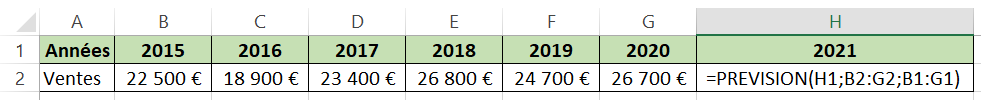 A B C D E F G H
1 Années 2015 2016 2017 2018 2019 2020 2021
2 Ventes 22 500 € 18 900 € 23 400 € 26 800 € 24 700 € 26 700 € =PREVISION(H1;B2:G2;B1:G1)